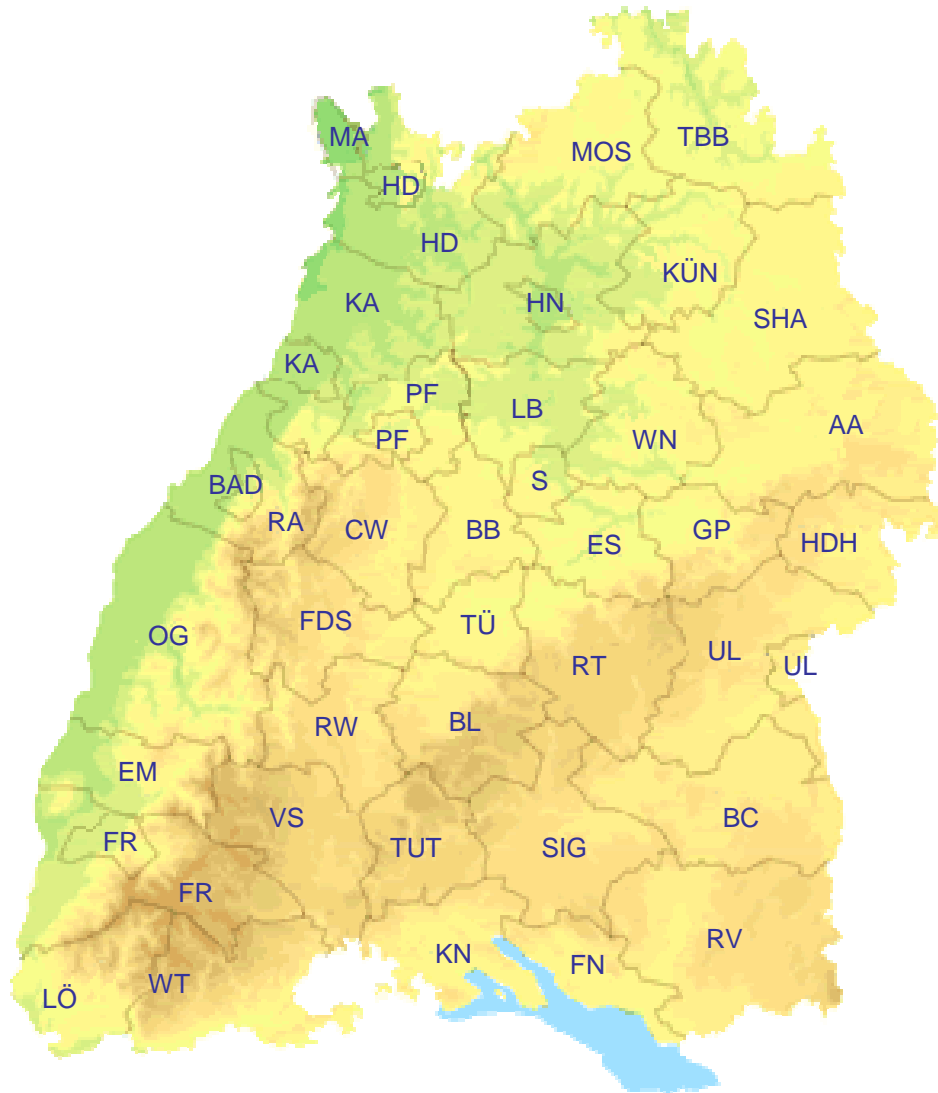 MA
TBB
MOS
HD
HD
KÜN
KA
HN
SHA
KA
PF
LB
AA
PF
WN
BAD
S
RA
CW
BB
ES
GP
HDH
FDS
TÜ
OG
RT
UL
UL
RW
BL
EM
VS
BC
FR
TUT
SIG
FR
RV
KN
FN
WT
LÖ